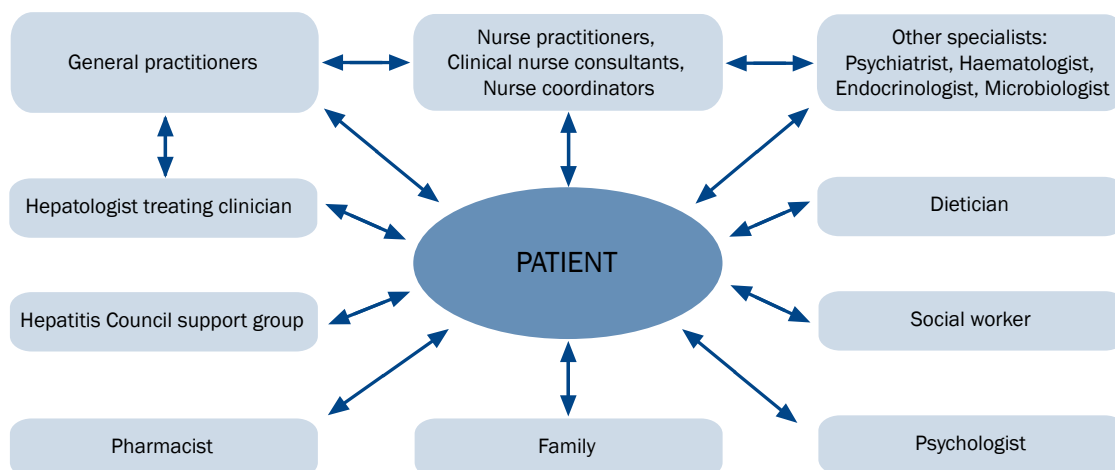 General practitioners
Nurse practitioners,
Clinical nurse consultants,
Nurse coordinators
Other specialists:
Psychiatrist, Haematologist,
Endocrinologist, Microbiologist
Hepatologist treating clinician
PATIENT
Dietician
Hepatitis Council support group
Social worker
Pharmacist
Family
Psychologist